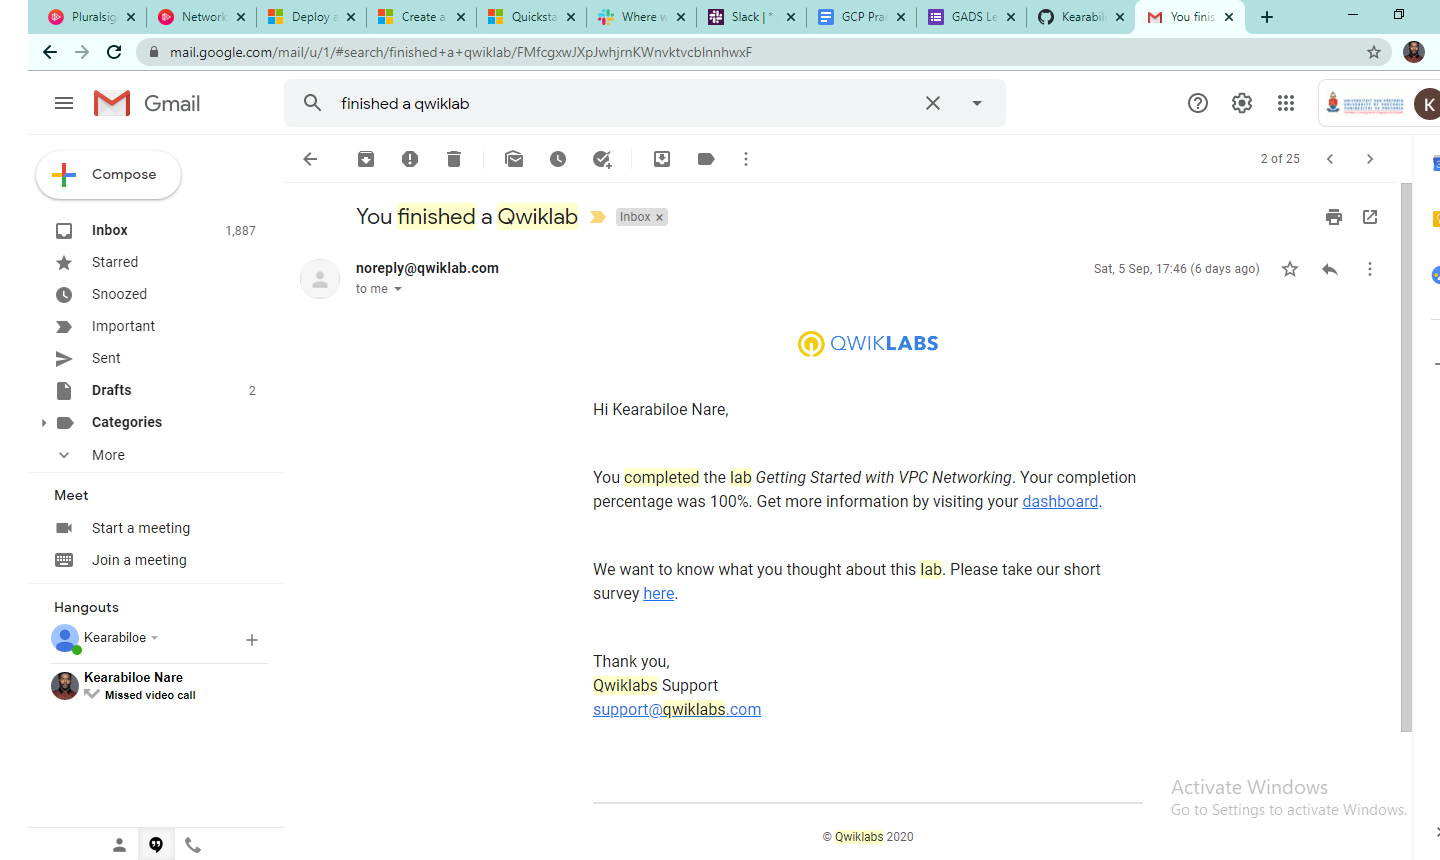 Pluralsig
Network
Deploy a
Create a
Quicksta
Where w
Slack | *
GCP Prac
GADS Le
Kearabil
You finis
mail.google.com/mail/u/1/#search/finished+a+qwiklab/FMfcgxwJXpJwhjrnKWnvktvcblnnhwxF
Gmail
finished a qwiklab
K
Compose
2 of 25
You finished a Qwiklab
Inbox ×
Inbox 1,887
Starred
Snoozed
Important
Sent
Drafts 2
Categories
More
Meet
Start a meeting
Join a meeting
Hangouts
Kearabiloe
Kearabiloe Nare
Missed video call
noreply@qwiklab.com
Sat, 5 Sep, 17:46 (6 days ago)
to me
QWIKLABS
Hi Kearabiloe Nare,
You completed the lab Getting Started with VPC Networking. Your completion
percentage was 100%. Get more information by visiting your dashboard.
We want to know what you thought about this lab. Please take our short
survey here.
Thank you,
Qwiklabs Support
support@qwiklabs.com
Activate Windows
Go to Settings to activate Windows.
© Qwiklabs 2020